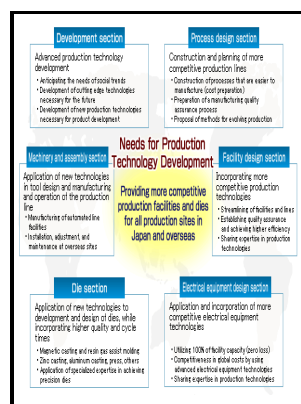 Development section
Advanced production technology
development
・Anticipating the needs of social trends
・Development of cutting edge technologies
necessary for the future
・Development of new production technologies
necessary for product development
Process design section
Construction and planning of more
competitive production lines
・Construction of processes that are easier to
manufacture (cost preparation)
・Preparation of a manufacturing quality
assurance process
・Proposal of methods for evolving production
Needs for Production
Technology Development
Providing more competitive
production facilities and dies
for all production sites in
Japan and overseas
Machinery and assembly section
Application of new technologies
in tool design and manufacturing
and operation of the production
line
・Manufacturing of automated line
facilities
・Installation, adjustment, and
maintenance at overseas sites
Facility design section
Incorporating more
competitive production
technologies
・Streamlining of facilities and lines
・Establishing quality assurance
and achieving higher efficiency
・Sharing expertise in production
technologies
Die section
Application of new technologies to
development and design of dies, while
incorporating higher quality and cycle
times
・Magnetic casting and resin gas assist molding
・Zinc casting, aluminum casting, press, others
・Application of specialized expertise in achieving
precision dies
Electrical equipment design section
Application and incorporation of more
competitive electrical equipment
technologies
・Utilizing 100% of facility capacity (zero loss)
・Competitiveness in global costs by using
advanced electrical equipment technologies
・Sharing expertise in production technologies